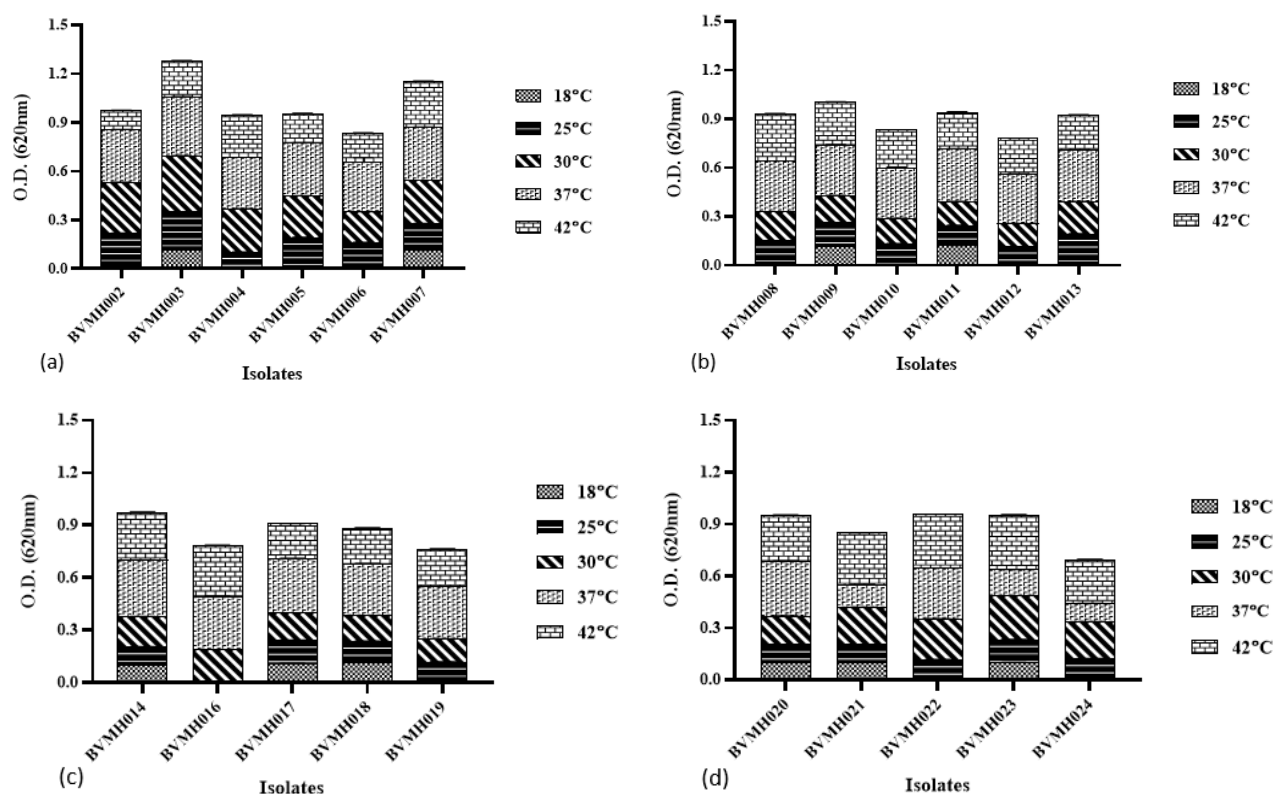 1.5
1.2
0.9
0.6
0.3
0.0
O.D. (620nm)
BVMH002
BVMH003
BVMH004
BVMH005
BVMH006
BVMH007
Isolates
18°C
25°C
30°C
37°C
42°C
(a)
1.5
1.2
0.9
0.6
0.3
0.0
O.D. (620nm)
BVMH008
BVMH009
BVMH010
BVMH011
BVMH012
BVMH013
Isolates
18°C
25°C
30°C
37°C
42°C
(b)
1.5
1.2
0.9
0.6
0.3
0.0
O.D. (620nm)
BVMH014
BVMH016
BVMH017
BVMH018
BVMH019
Isolates
18°C
25°C
30°C
37°C
42°C
(c)
1.5
1.2
0.9
0.6
0.3
0.0
O.D. (620nm)
BVMH020
BVMH021
BVMH022
BVMH023
BVMH024
Isolates
18°C
25°C
30°C
37°C
42°C
(d)